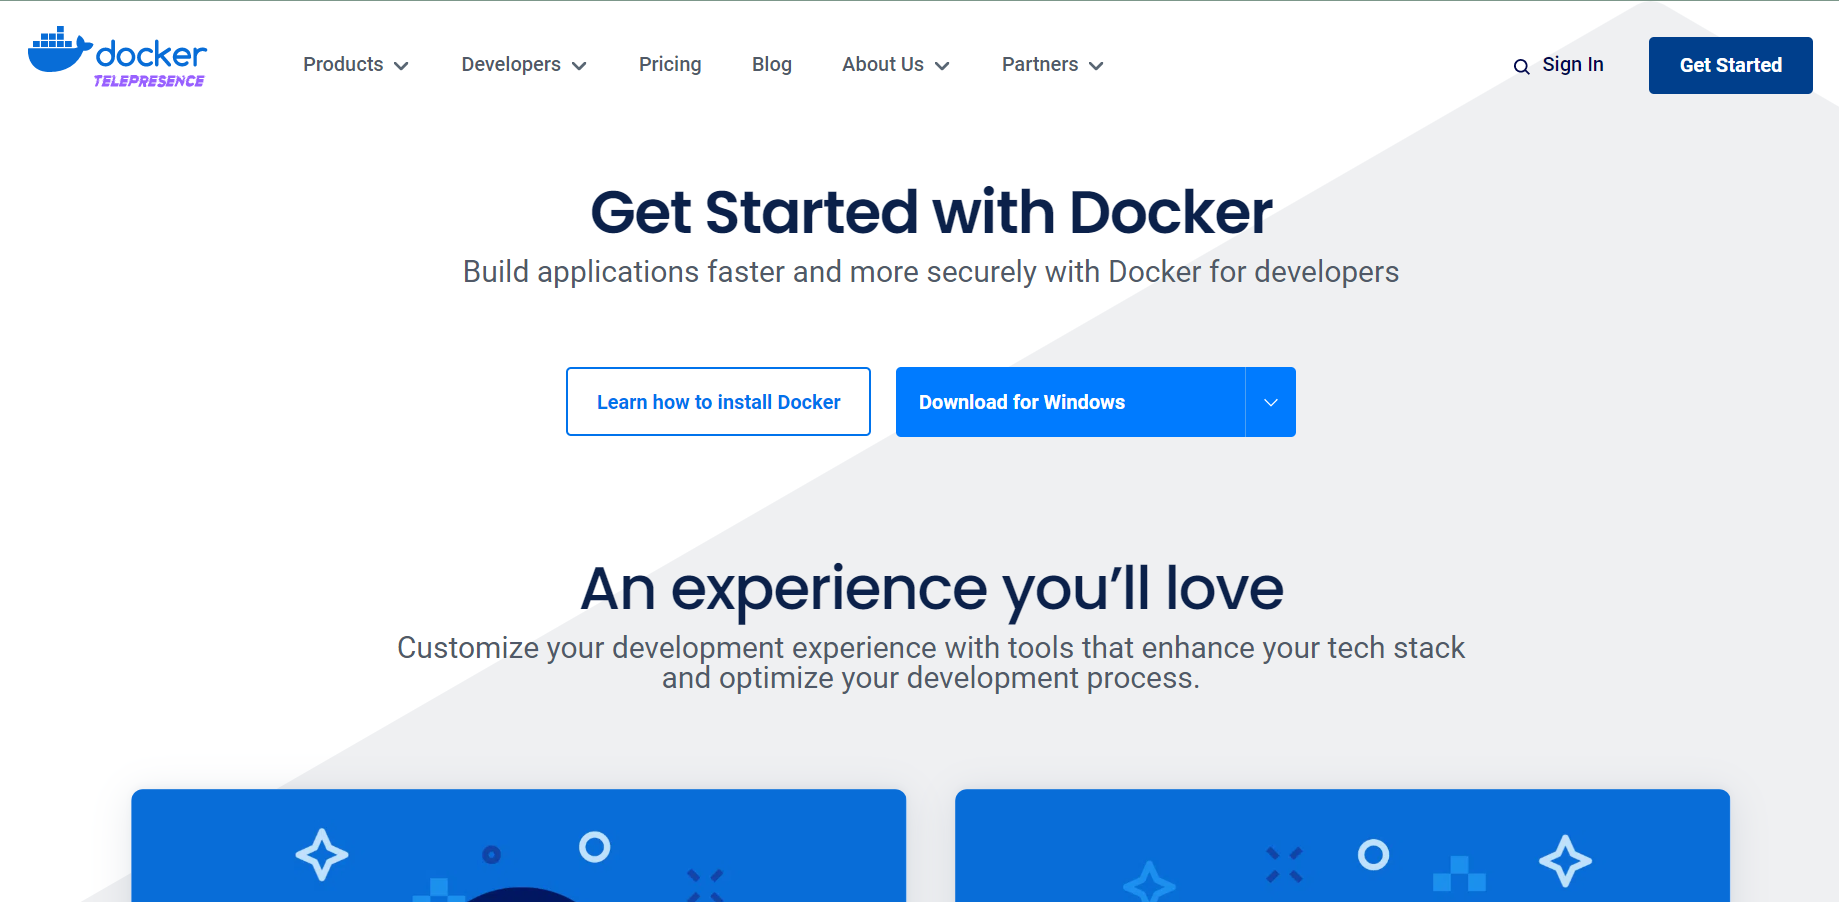 docker
TELEPRESENCE
Products
Developers
Pricing
Blog
About Us
Partners
Sign In
Get Started
Get Started with Docker
Build applications faster and more securely with Docker for developers
Learn how to install Docker
Download for Windows
An experience you’ll love
Customize your development experience with tools that enhance your tech stack
and optimize your development process.